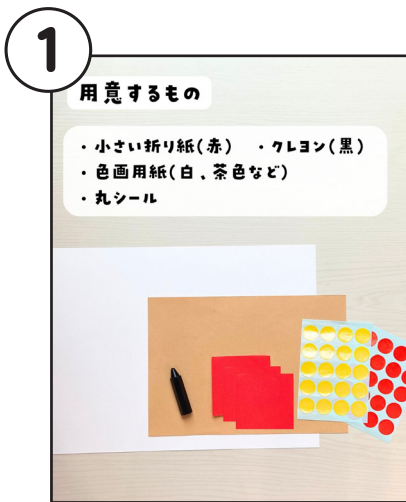 1
用意するもの
・小さい折り紙(赤) ・クレヨン(黒)
・色画用紙(白、茶色など)
・丸シール